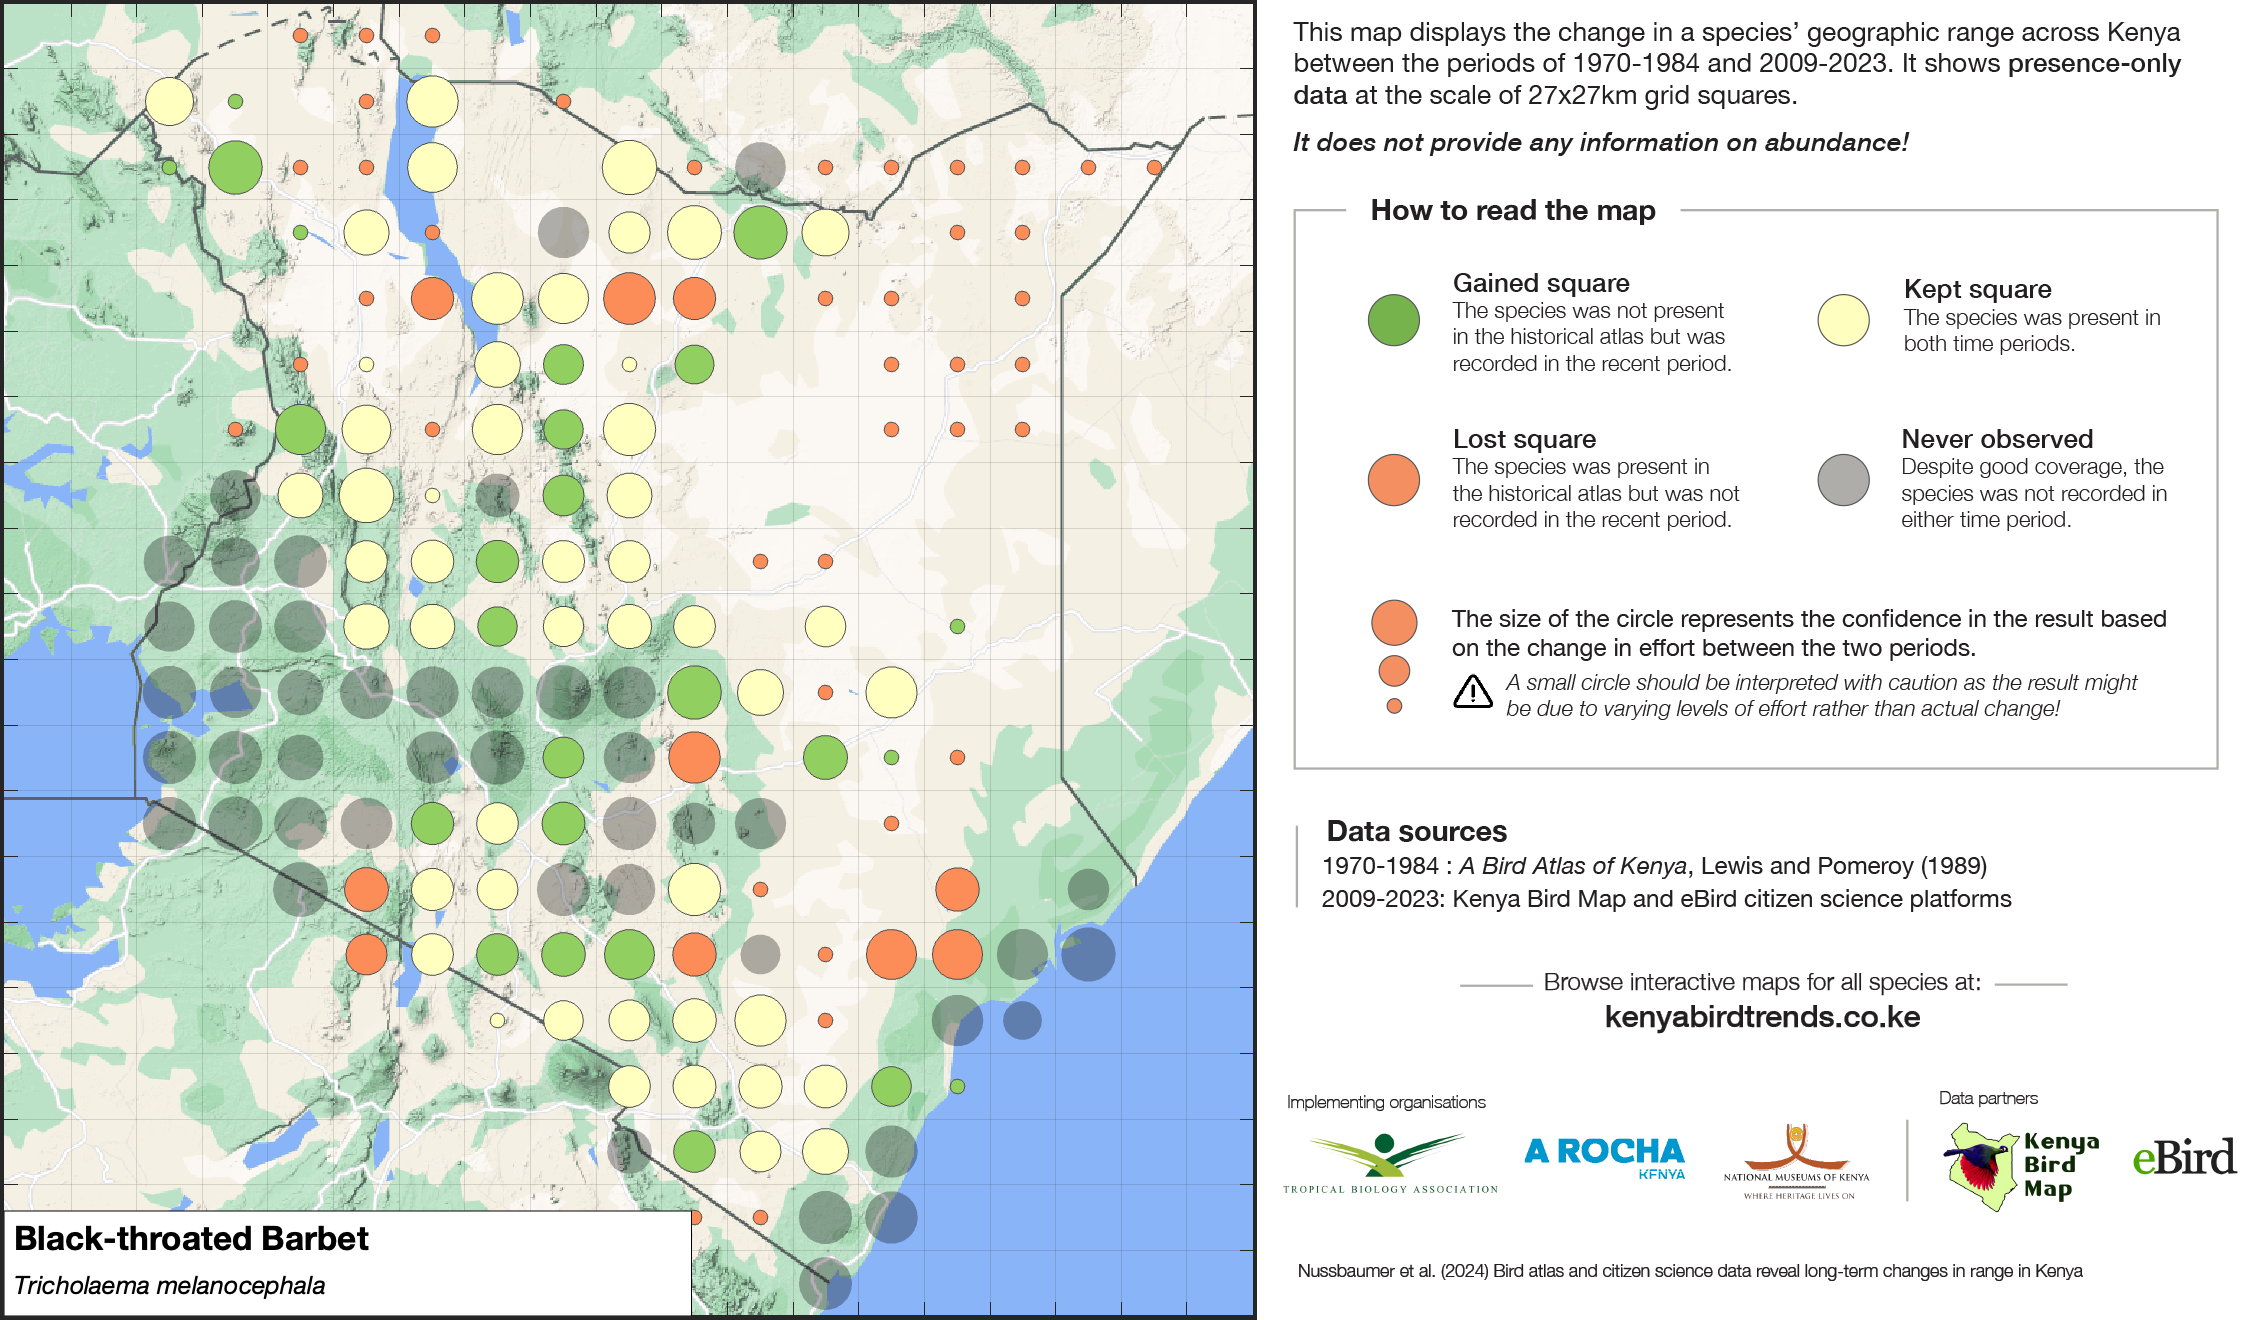 This map displays the change in a species’ geographic range across Kenya
between the periods of 1970-1984 and 2009-2023. It shows presence-only
data at the scale of 27x27km grid squares.
It does not provide any information on abundance!
How to read the map
Gained square
The species was not present
in the historical atlas but was
recorded in the recent period.
Kept square
The species was present in
both time periods.
Lost square
The species was present in
the historical atlas but was not
recorded in the recent period.
Never observed
Despite good coverage, the
species was not recorded in
either time period.
The size of the circle represents the confidence in the result based
on the change in effort between the two periods.
A small circle should be interpreted with caution as the result might
be due to varying levels of effort rather than actual change!
Data sources
1970-1984 : A Bird Atlas of Kenya, Lewis and Pomeroy (1989)
2009-2023: Kenya Bird Map and eBird citizen science platforms
Browse interactive maps for all species at:
kenyabirdtrends.co.ke
Implementing organisations
Data partners
TROPICAL BIOLOGY ASSOCIATION
A ROCHA
KENYA
NATIONAL MUSEUMS OF KENYA
WHERE HERITAGE LIVES ON
Kenya
Bird
Map
eBird
Nussbaumer et al. (2024) Bird atlas and citizen science data reveal long-term changes in range in Kenya
Black-throated Barbet
Tricholaema melanocephala